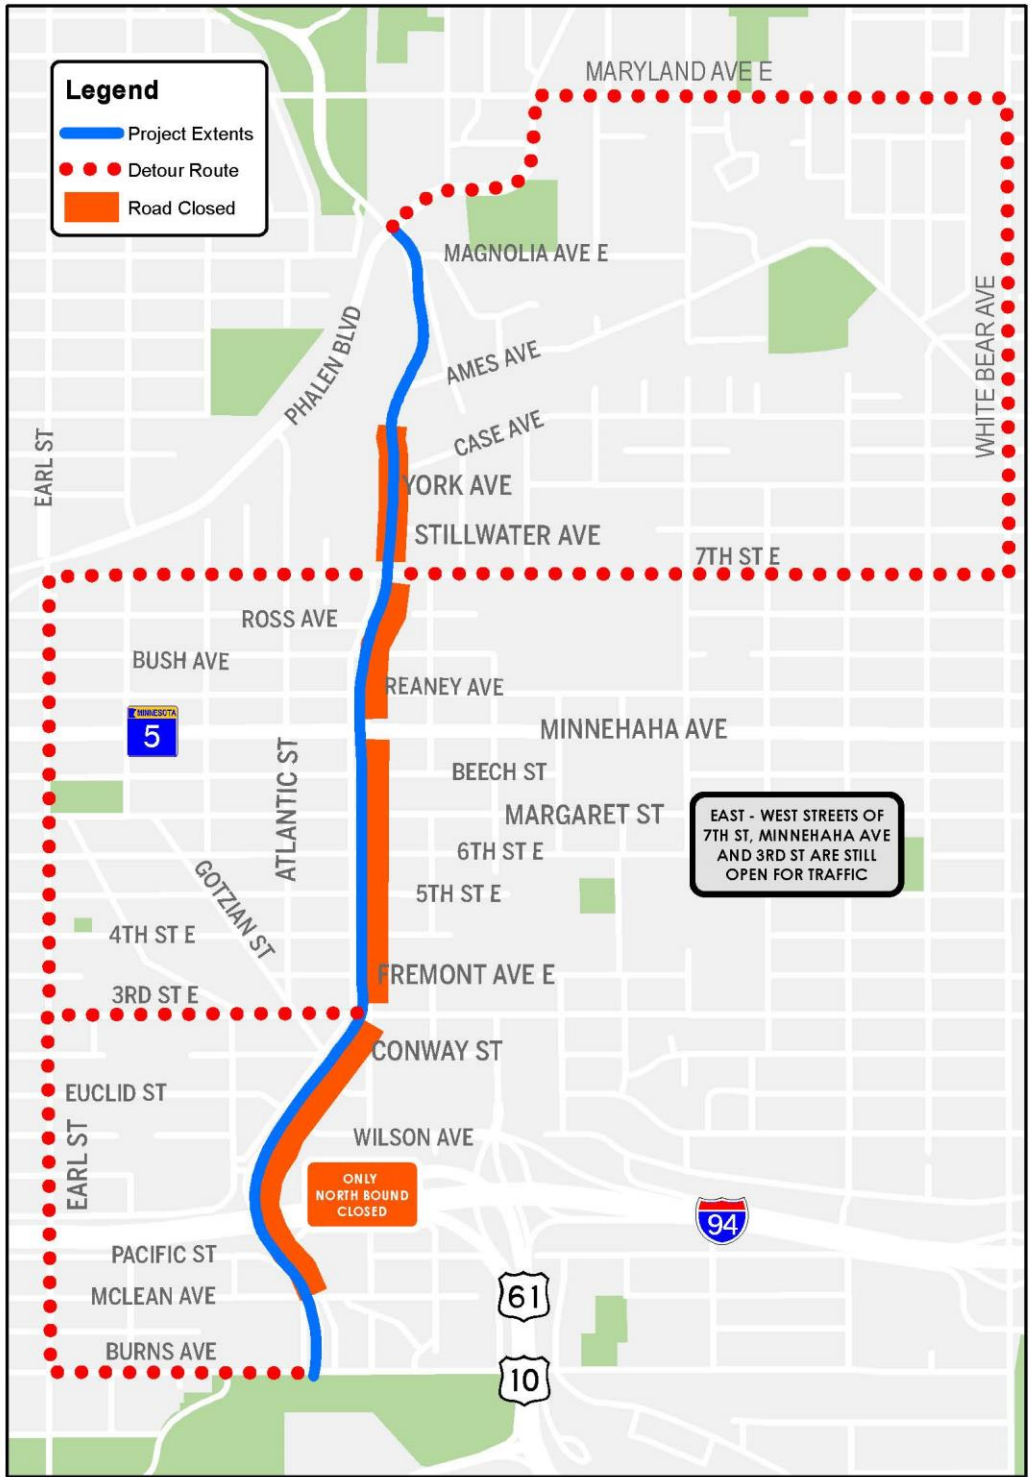 MARYLAND AVE E
Legend
Project Extents
Detour Route
Road Closed
MAGNOLIA AVE E
PHALEN BLVD
AMES AVE
WHITE BEAR AVE
CASE AVE
EARL ST
YORK AVE
STILLWATER AVE
7TH ST E
ROSS AVE
BUSH AVE
REANEY AVE
MINNESOTA
5
MINNEHAHA AVE
ATLANTIC ST
BEECH ST
MARGARET ST
EAST - WEST STREETS OF
7TH ST, MINNEHAHA AVE
AND 3RD ST ARE STILL
OPEN FOR TRAFFIC
6TH ST E
GOTZIAN ST
5TH ST E
4TH ST E
FREMONT AVE E
3RD ST E
CONWAY ST
EUCLID ST
EARL ST
WILSON AVE
ONLY
NORTH BOUND
CLOSED
94
PACIFIC ST
MCLEAN AVE
61
BURNS AVE
10